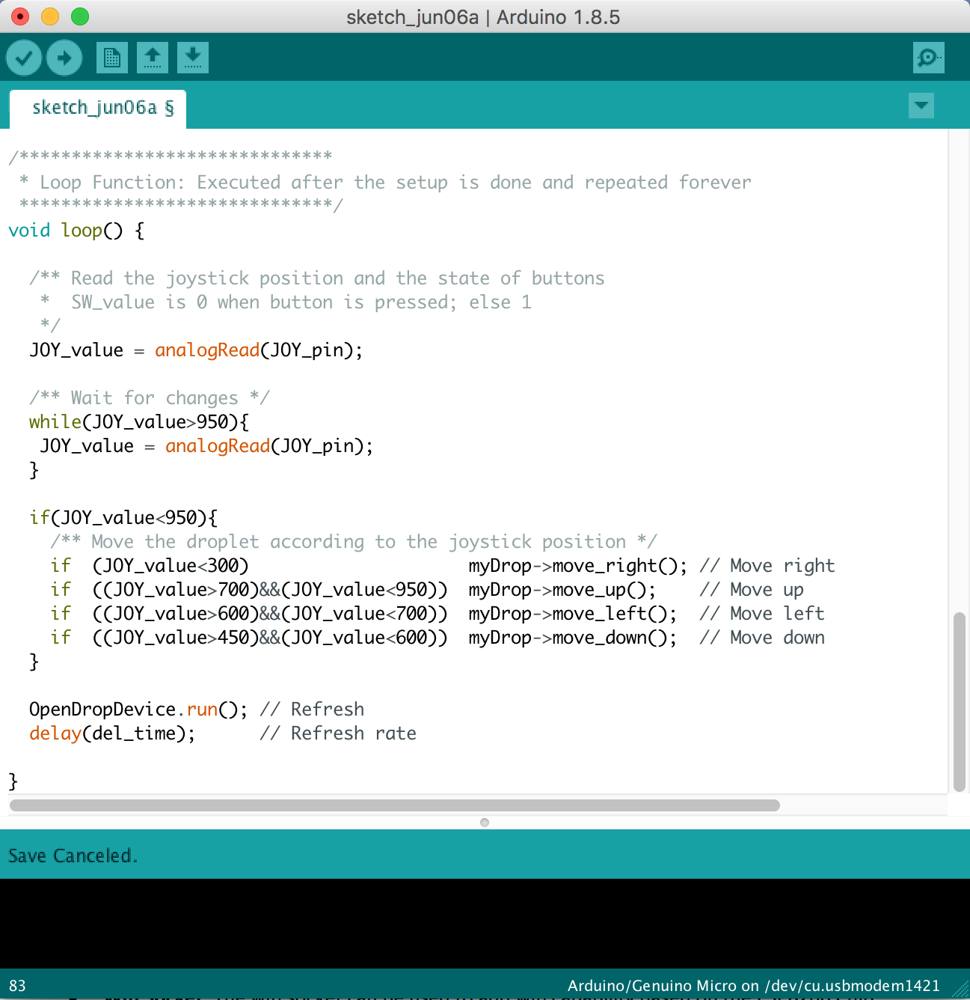 sketch_jun06a | Arduino 1.8.5
sketch_jun06a §
/******************************
 * Loop Function: Executed after the setup is done and repeated forever
 ******************************/
void loop() {
  /** Read the joystick position and the state of buttons
   *  SW_value is 0 when button is pressed; else 1
   */
  JOY_value = analogRead(JOY_pin);
  /** Wait for changes */
  while(JOY_value>950){
   JOY_value = analogRead(JOY_pin);
  }
  if(JOY_value<950){
    /** Move the droplet according to the joystick position */
    if  (JOY_value<300)                     myDrop->move_right(); // Move right
    if  ((JOY_value>700)&&(JOY_value<950))  myDrop->move_up();    // Move up
    if  ((JOY_value>600)&&(JOY_value<700))  myDrop->move_left();  // Move left
    if  ((JOY_value>450)&&(JOY_value<600))  myDrop->move_down();  // Move down
  }
  OpenDropDevice.run(); // Refresh
  delay(del_time);      // Refresh rate
}
Save Canceled.
83 Arduino/Genuino Micro on /dev/cu.usbmodem1421